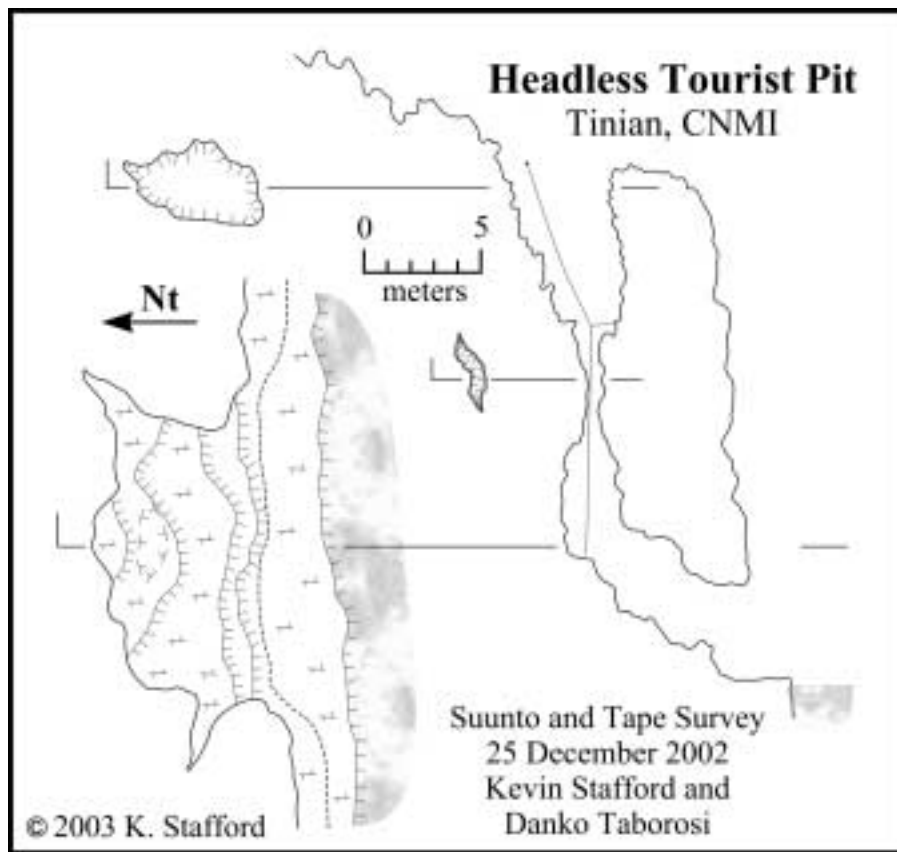 Headless Tourist Pit
Tinian, CNMI
0 5
meters
Nt
Suunto and Tape Survey
25 December 2002
Kevin Stafford and
Danko Taborosi
© 2003 K. Stafford